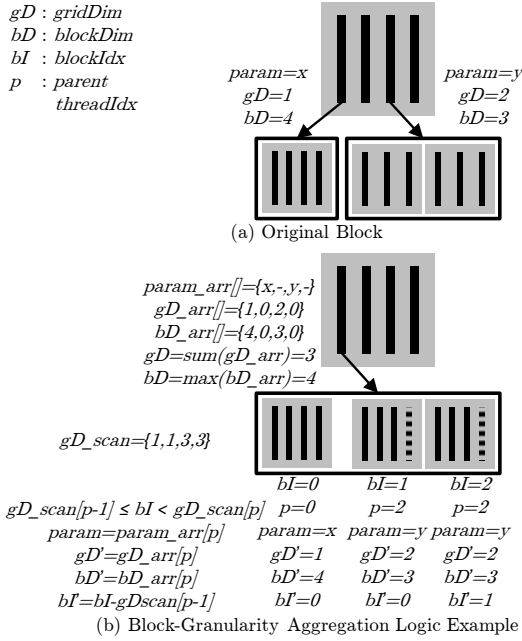 gD : gridDim
bD : blockDim
bI : blockIdx
p : parent
threadIdx
param=x
gD=1
bD=4
param=y
gD=2
bD=3
(a) Original Block
param_arr[]={x,-,y,-}
gD_arr[]={1,0,2,0}
bD_arr[]={4,0,3,0}
gD=sum(gD_arr)=3
bD=max(bD_arr)=4
gD_scan={1,1,3,3}
bI=0 bI=1 bI=2
gD_scan[p-1] ≤ bI < gD_scan[p] p=0 p=2 p=2
param=param_arr[p] param=x param=y param=y
gD'=gD_arr[p] gD'=1 gD'=2 gD'=2
bD'=bD_arr[p] bD'=4 bD'=3 bD'=3
bI'=bI-gDscan[p-1] bI'=0 bI'=0 bI'=1
(b) Block-Granularity Aggregation Logic Example